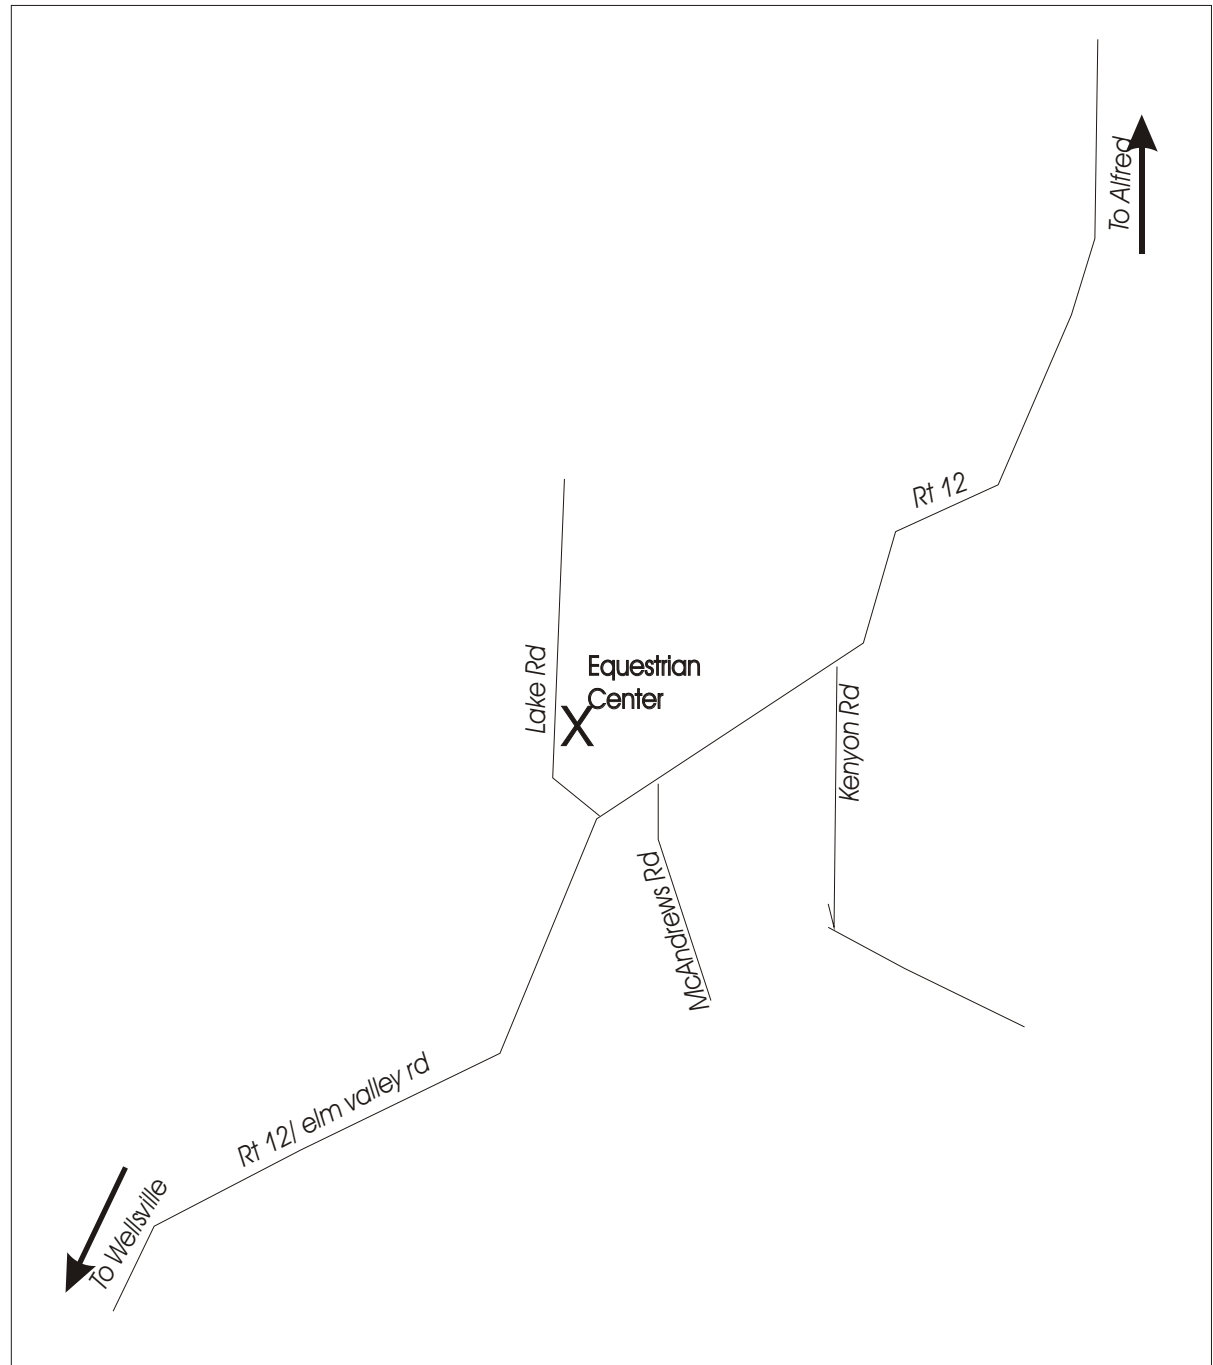 To Alfred
Rt 12
Lake Rd
Equestrian
Center
X
Kenyon Rd
McAndrews Rd
Rt 12/ elm valley rd
To Wellsville